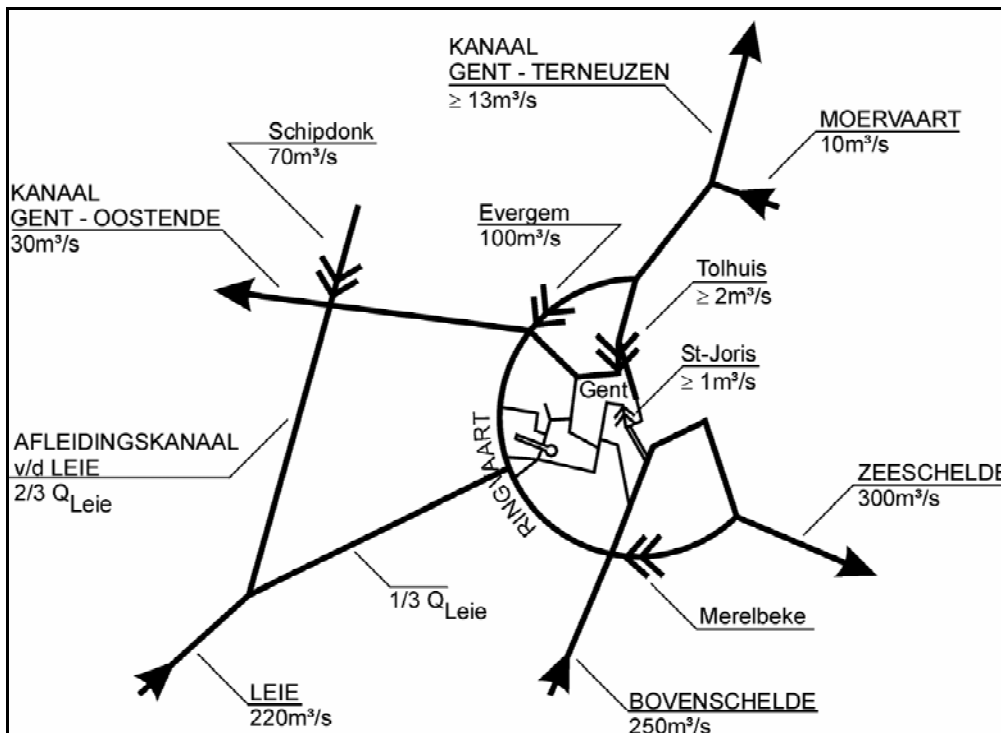 KANAAL
GENT - TERNEUZEN
≥ 13m³/s
MOERVAART
10m³/s
Schipdonk
70m³/s
KANAAL
GENT - OOSTENDE
30m³/s
Evergem
100m³/s
Tolhuis
≥ 2m³/s
St-Joris
≥ 1m³/s
Gent
AFLEIDINGSKANAAL
v/d LEIE
2/3 QLeie
RINGVAART
ZEESCHELDE
300m³/s
1/3 QLeie
Merelbeke
LEIE
220m³/s
BOVENSCHELDE
250m³/s